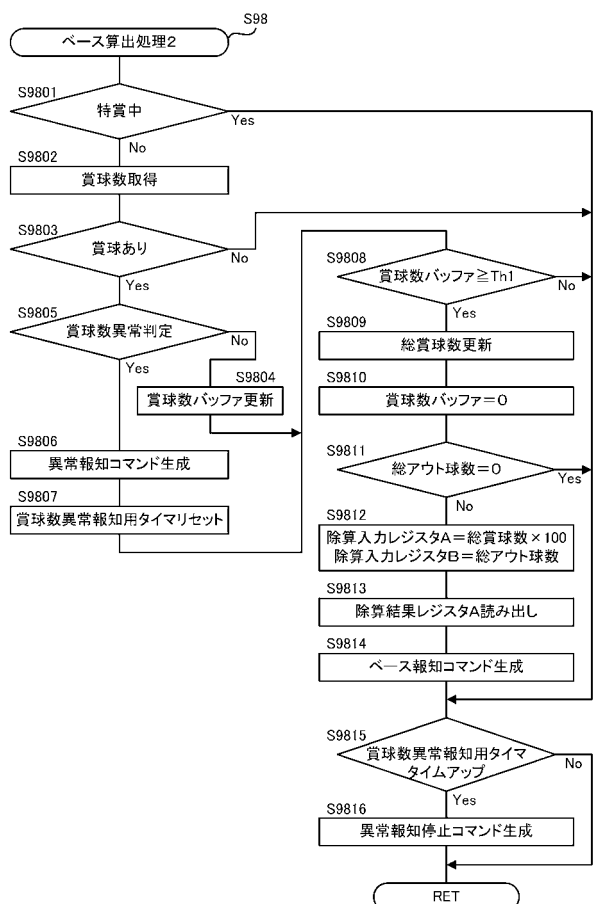 S98
ベース算出処理2
S9801
特賞中
Yes
No
S9802
賞球数取得
S9803
賞球あり
No
Yes
S9805
賞球数異常判定
No
Yes
S9804
賞球数バッファ更新
S9806
異常報知コマンド生成
S9807
賞球数異常報知用タイマリセット
S9808
賞球数バッファ≧Th1
No
Yes
S9809
総賞球数更新
S9810
賞球数バッファ=0
S9811
総アウト球数=0
Yes
No
S9812
除算入力レジスタA=総賞球数×100
除算入力レジスタB=総アウト球数
S9813
除算結果レジスタA読み出し
S9814
ベース報知コマンド生成
S9815
賞球数異常報知用タイマ
タイムアップ
No
Yes
S9816
異常報知停止コマンド生成
RET